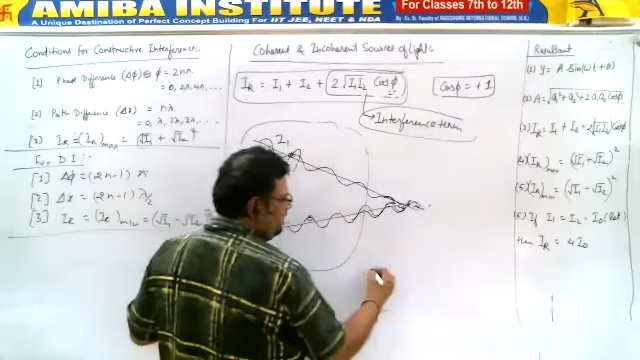 AMIBA INSTITUTE
For Classes 7th to 12th
A Unique Destination of Perfect Concept Building For IIT JEE, NEET & NDA
Conditions for Constructive Interference
[1] Phase Difference (Δϕ) ϕ = 2nπ
= 0, 2π, 4π, ....
[2] Path Difference (Δx) = nλ
= 0, λ, 2λ, 3λ, ....
[3] I_R = (I_R)_max = (√I₁ + √I₂)²
For D.I :-
[1] Δϕ = (2n-1) π
[2] Δx = (2n-1) λ/2
[3] I_R = (I_R)_min = (√I₁ - √I₂)²
Coherent & Incoherent Sources of Light:
I_R = I₁ + I₂ + 2√I₁I₂ Cosϕ
Cosϕ = +1
Interference term
I₁
Resultant
(1) y = A Sin(ωt + θ)
(2) A = √a₁² + a₂² + 2a₁a₂ Cosϕ
(3) I_R = I₁ + I₂ + 2√I₁I₂ Cosϕ
(4) (I_R)_max = (√I₁ + √I₂)²
(5) (I_R)_min = (√I₁ - √I₂)²
(6) If I₁ = I₂ = I₀ (let)
then I_R = 4I₀